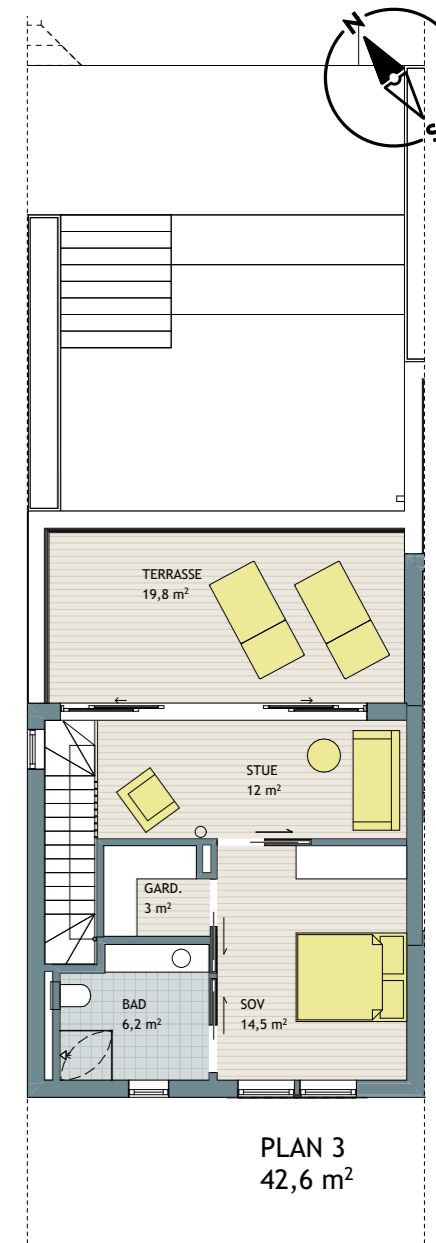 N
S
TERRASSE
19,8 m²
STUE
12 m²
GARD.
3 m²
BAD
6,2 m²
SOV
14,5 m²
PLAN 3
42,6 m²